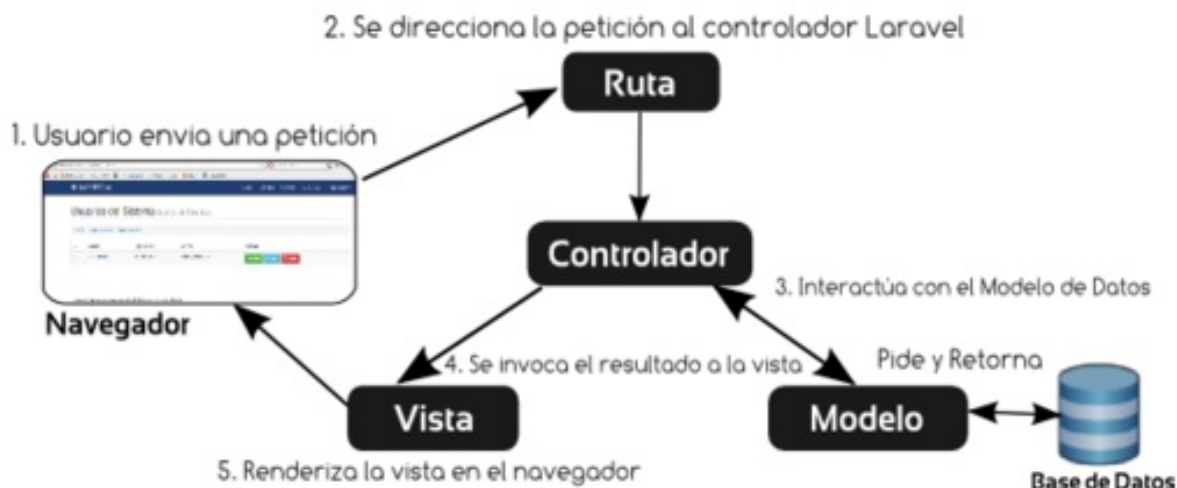 2. Se direcciona la petición al controlador Laravel
Ruta
1. Usuario envia una petición
Navegador
Controlador
3. Interactúa con el Modelo de Datos
4. Se invoca el resultado a la vista
Pide y Retorna
Vista
Modelo
5. Renderiza la vista en el navegador
Base de Datos